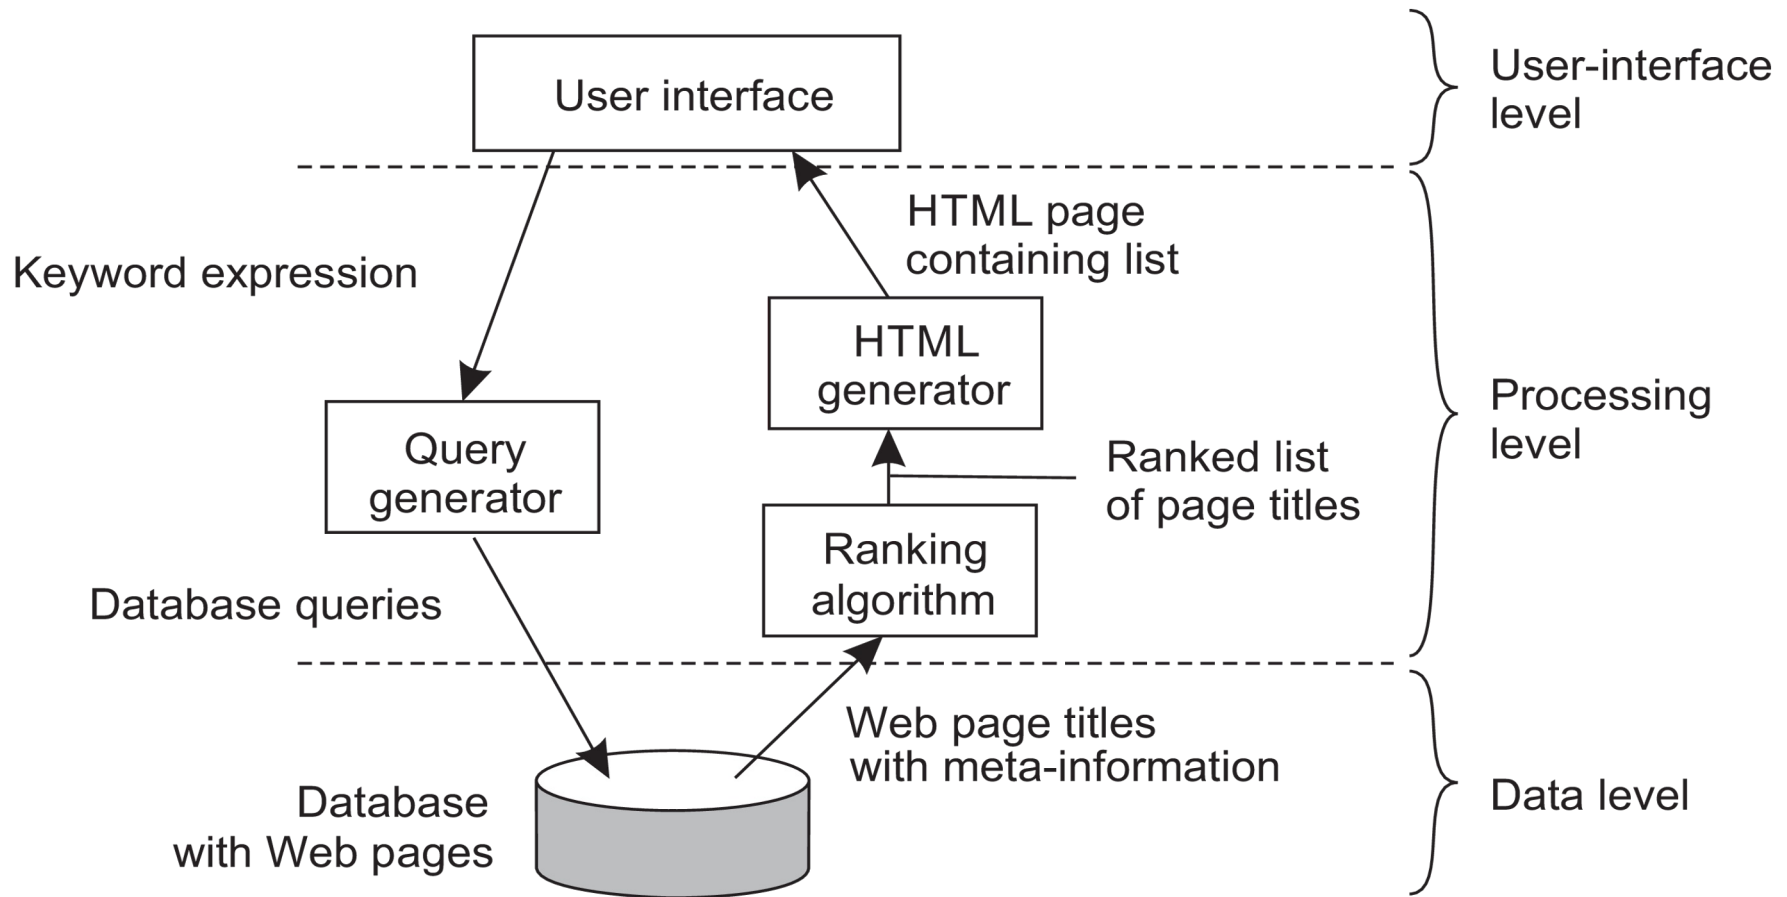 User interface
User-interface
level
HTML page
containing list
Keyword expression
HTML
generator
Query
generator
Processing
level
Ranked list
of page titles
Ranking
algorithm
Database queries
Web page titles
with meta-information
Database
with Web pages
Data level